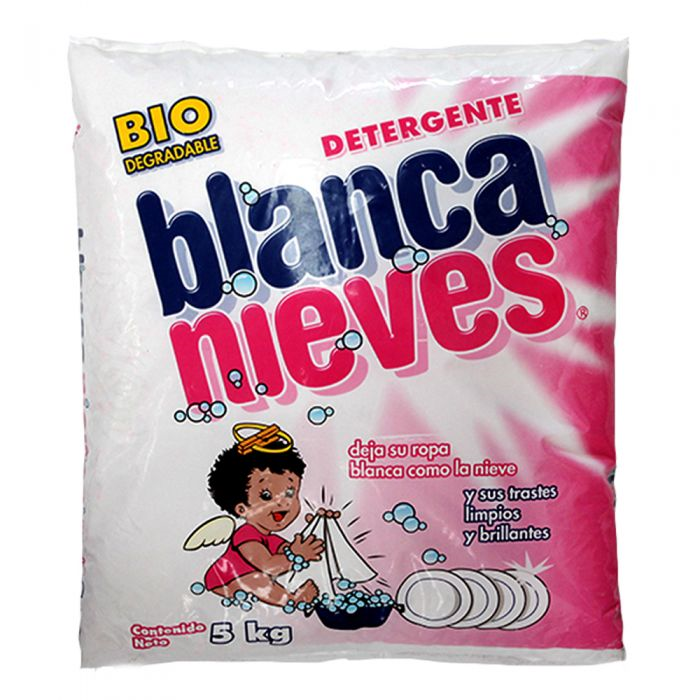 BIO
DEGRADABLE
DETERGENTE
blanca
nieves®
deja su ropa
blanca como la nieve
y sus trastes
limpios
y brillantes
Contenido
Neto
5 kg